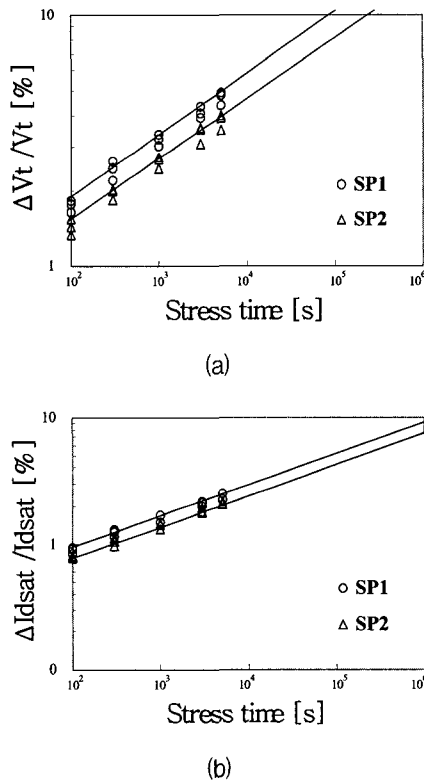 10
ΔVt /Vt [%]
1
SP1
SP2
10² 10³ 10⁴ 10⁵ 10⁶
Stress time [s]
(a)
10
ΔIdsat /Idsat [%]
1
0
SP1
SP2
10² 10³ 10⁴ 10⁵ 10⁶
Stress time [s]
(b)